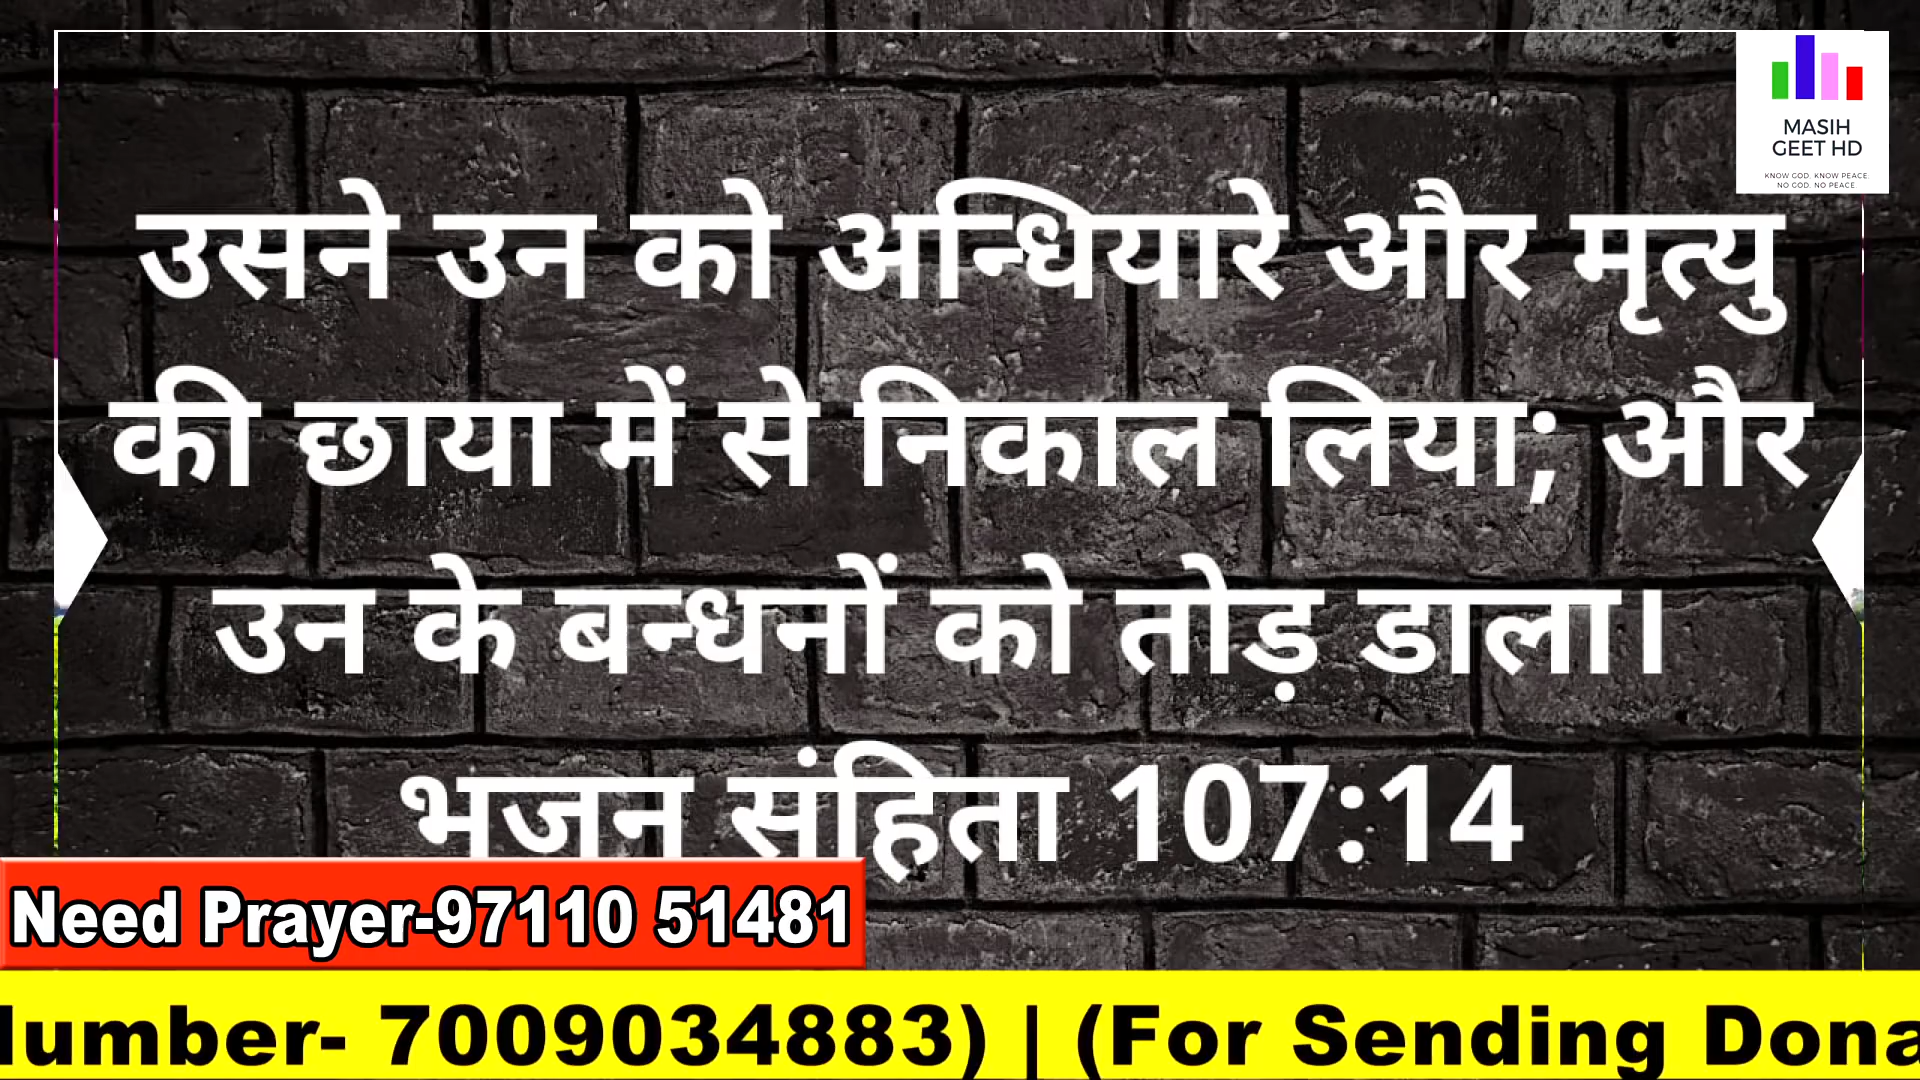 MASIH
GEET HD
KNOW GOD. KNOW PEACE.
NO GOD. NO PEACE.
उसने उन को अन्धियारे और मृत्यु
की छाया में से निकाल लिया; और
उन के बन्धनों को तोड़ डाला।
भजन संहिता 107:14
Need Prayer-97110 51481
umber- 7009034883) | (For Sending Dona